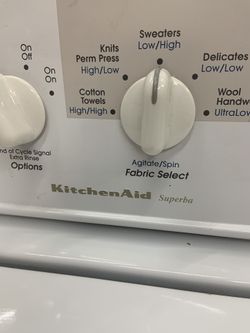 On
Off
On
On
nd of Cycle Signal
Extra Rinse
Options
Sweaters
Low/High
Knits
Perm Press
High/Low
Delicates
Low/Low
Cotton
Towels
High/High
Wool
Handw
UltraLow
Agitate/Spin
Fabric Select
KitchenAid Superba